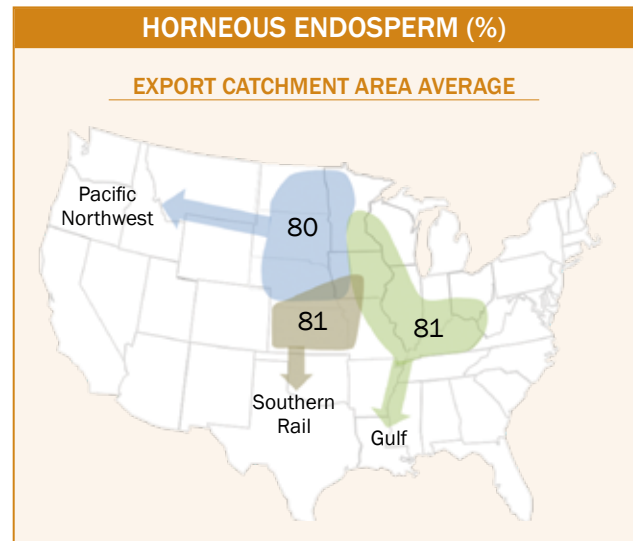 HORNEOUS ENDOSPERM (%)
EXPORT CATCHMENT AREA AVERAGE
Pacific
Northwest
80
81
81
Southern
Rail
Gulf